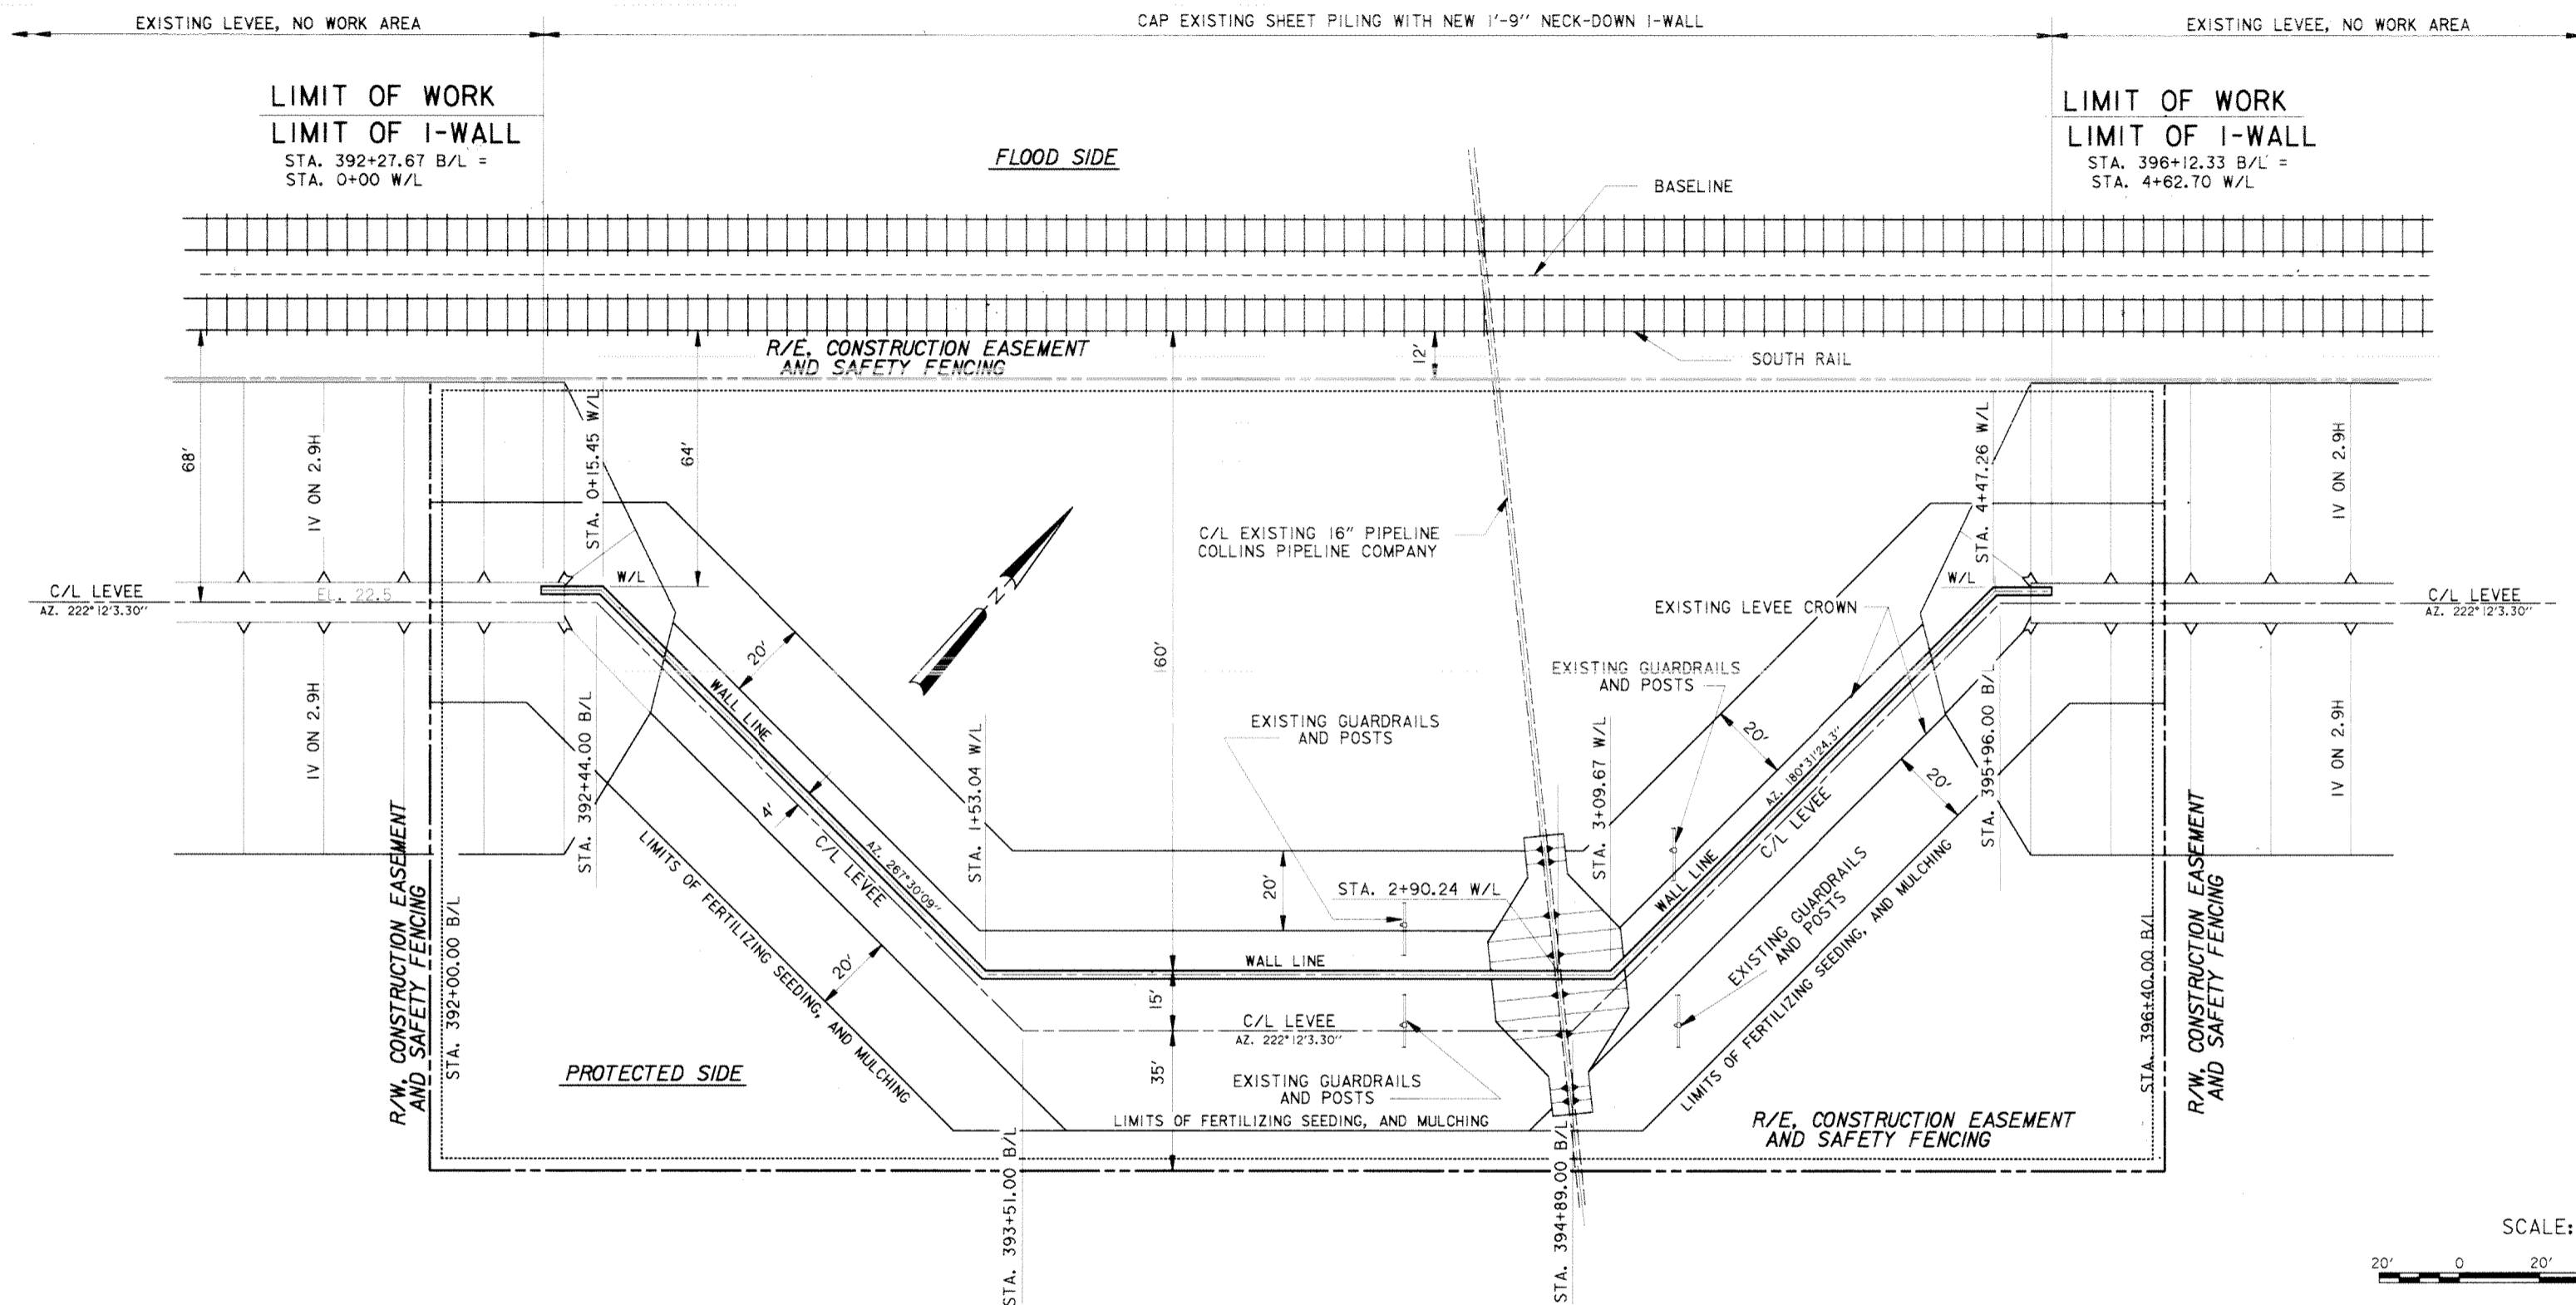 EXISTING LEVEE, NO WORK AREA
CAP EXISTING SHEET PILING WITH NEW 1'-9" NECK-DOWN I-WALL
EXISTING LEVEE, NO WORK AREA
LIMIT OF WORK
LIMIT OF I-WALL
STA. 392+27.67 B/L =
STA. 0+00 W/L
FLOOD SIDE
BASELINE
LIMIT OF WORK
LIMIT OF I-WALL
STA. 396+12.33 B/L =
STA. 4+62.70 W/L
R/E, CONSTRUCTION EASEMENT
AND SAFETY FENCING
12'
SOUTH RAIL
68'
1V ON 2.9H
STA. 0+15.45 W/L
64'
STA. 4+47.26 W/L
1V ON 2.9H
C/L EXISTING 16" PIPELINE
COLLINS PIPELINE COMPANY
N
C/L LEVEE
AZ. 222°12'3.30"
EL. 22.5
W/L
W/L
C/L LEVEE
AZ. 222°12'3.30"
EXISTING LEVEE CROWN
20'
160'
EXISTING GUARDRAILS
AND POSTS
EXISTING GUARDRAILS
AND POSTS
20'
1V ON 2.9H
STA. 392+44.00 B/L
WALL LINE
4'
C/L LEVEE
AZ. 267°30'09"
STA. 1+53.04 W/L
STA. 3+09.67 W/L
AZ. 180°31'24.3"
C/L LEVEE
WALL LINE
20'
STA. 395+96.00 B/L
1V ON 2.9H
20'
STA. 2+90.24 W/L
LIMITS OF FERTILIZING SEEDING, AND MULCHING
20'
WALL LINE
15'
C/L LEVEE
AZ. 222°12'3.30"
EXISTING GUARDRAILS
AND POSTS
EXISTING GUARDRAILS
AND POSTS
LIMITS OF FERTILIZING SEEDING, AND MULCHING
R/W, CONSTRUCTION EASEMENT
AND SAFETY FENCING
STA. 392+00.00 B/L
PROTECTED SIDE
35'
LIMITS OF FERTILIZING SEEDING, AND MULCHING
R/E, CONSTRUCTION EASEMENT
AND SAFETY FENCING
STA. 396+40.00 B/L
R/W, CONSTRUCTION EASEMENT
AND SAFETY FENCING
STA. 393+51.00 B/L
STA. 394+89.00 B/L
SCALE:
20' 0 20'